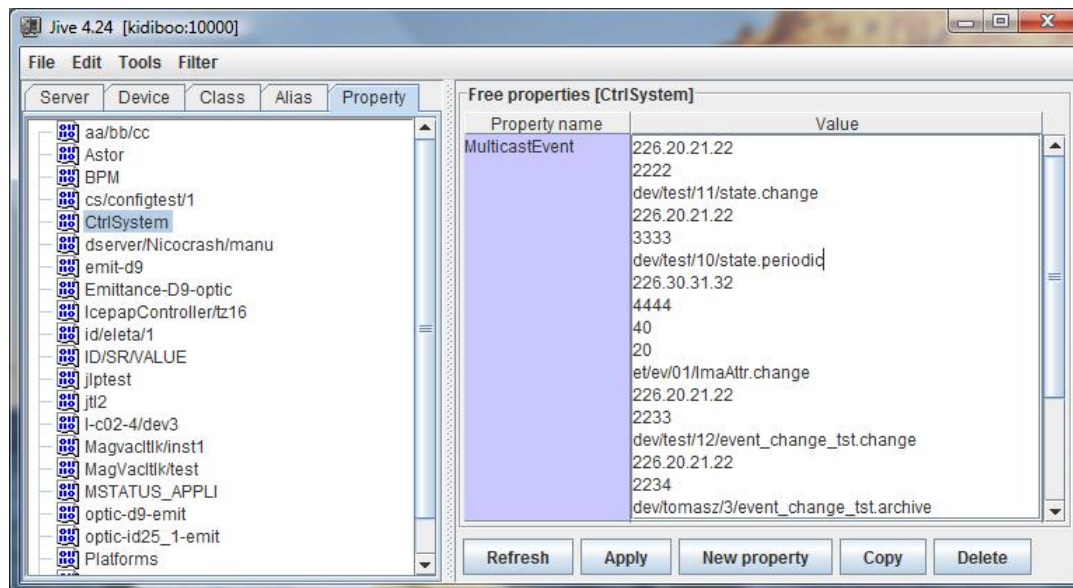 Jive 4.24 [kidiboo:10000]
File Edit Tools Filter
Server Device Class Alias Property
aa/bb/cc
Astor
BPM
cs/configtest/1
CtrlSystem
dserver/Nicocrash/manu
emit-d9
Emittance-D9-optic
IcepapController/tz16
id/eleta/1
ID/SR/VALUE
jlptest
jtl2
l-c02-4/dev3
Magvacltlk/inst1
MagVacltlk/test
MSTATUS_APPLI
optic-d9-emit
optic-id25_1-emit
Platforms
Free properties [CtrlSystem]
Property name Value
MulticastEvent
226.20.21.22
2222
dev/test/11/state.change
226.20.21.22
3333
dev/test/10/state.periodic
226.30.31.32
4444
40
20
et/ev/01/ImaAttr.change
226.20.21.22
2233
dev/test/12/event_change_tst.change
226.20.21.22
2234
dev/tomasz/3/event_change_tst.archive
Refresh Apply New property Copy Delete